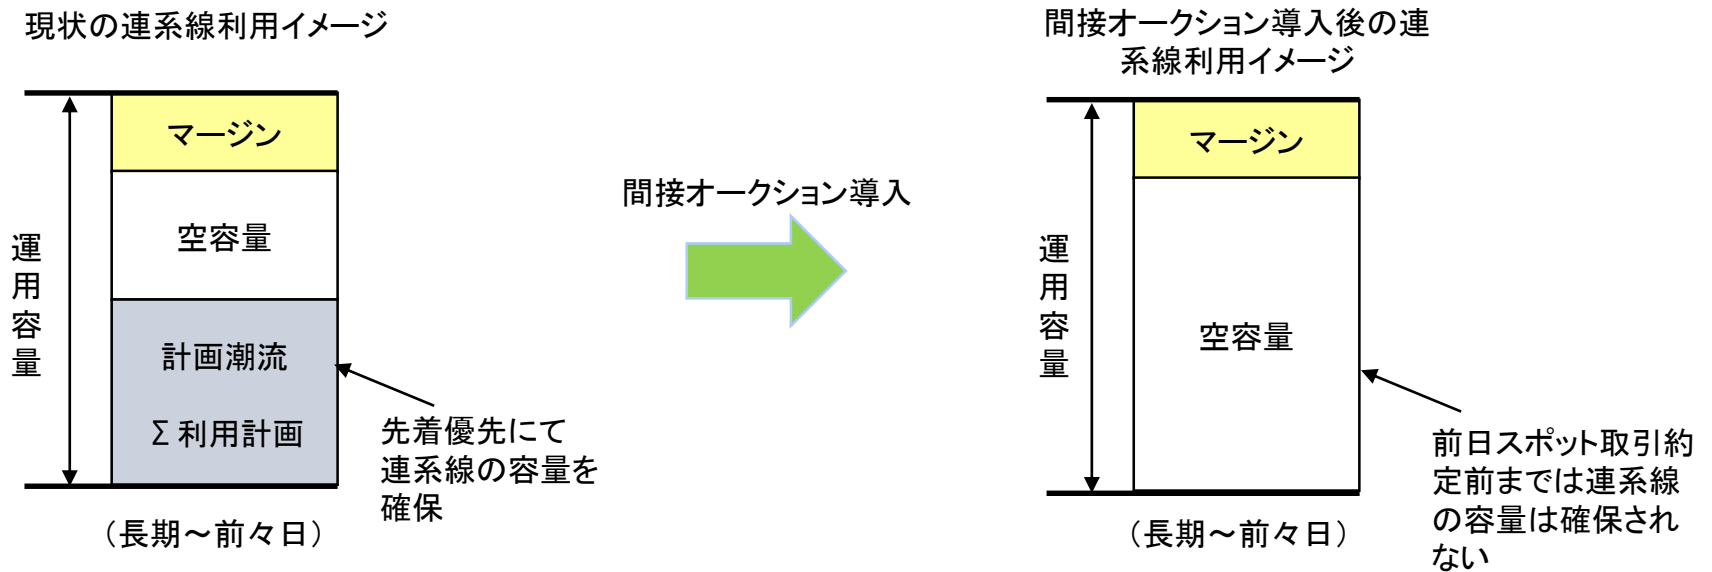 現状の連系線利用イメージ
マージン
空容量
運用容量
計画潮流
Σ利用計画
先着優先にて
連系線の容量を
確保
（長期～前々日）
間接オークション導入
間接オークション導入後の連
系線利用イメージ
マージン
運用容量
空容量
前日スポット取引約
定前までは連系線
の容量は確保され
ない
（長期～前々日）